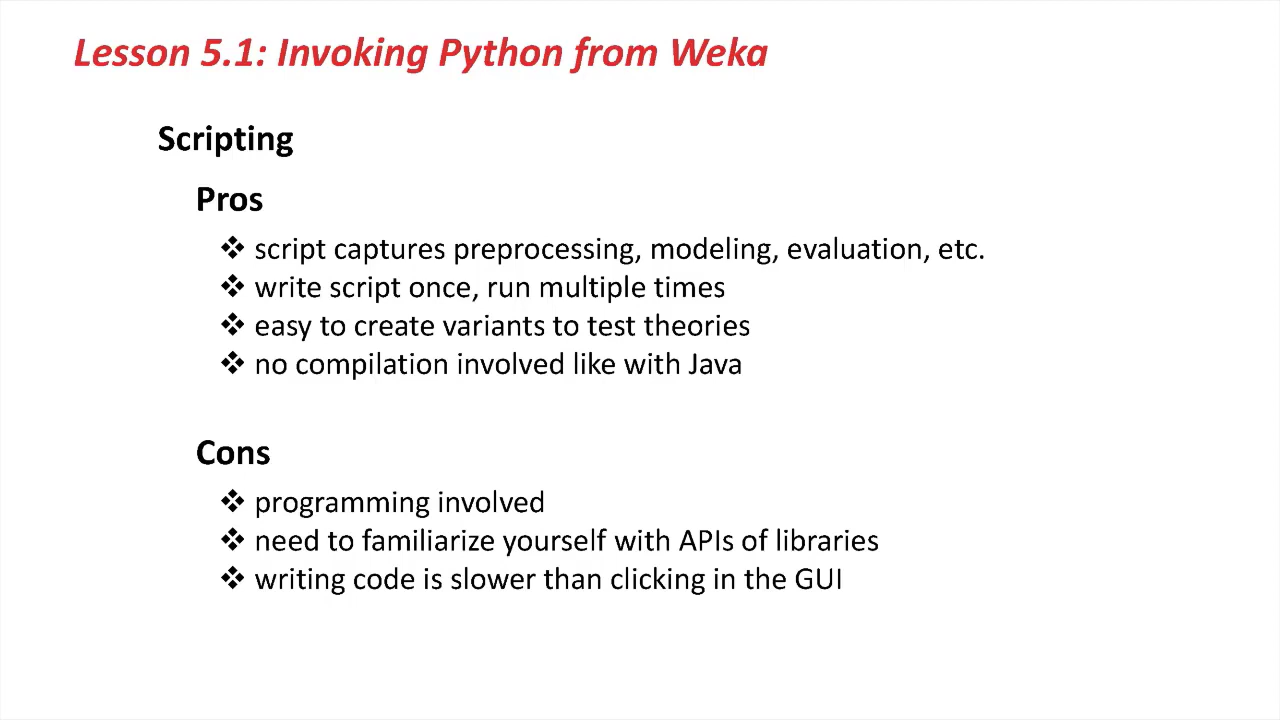 Lesson 5.1: Invoking Python from Weka
Scripting
Pros
❖ script captures preprocessing, modeling, evaluation, etc.
❖ write script once, run multiple times
❖ easy to create variants to test theories
❖ no compilation involved like with Java
Cons
❖ programming involved
❖ need to familiarize yourself with APIs of libraries
❖ writing code is slower than clicking in the GUI